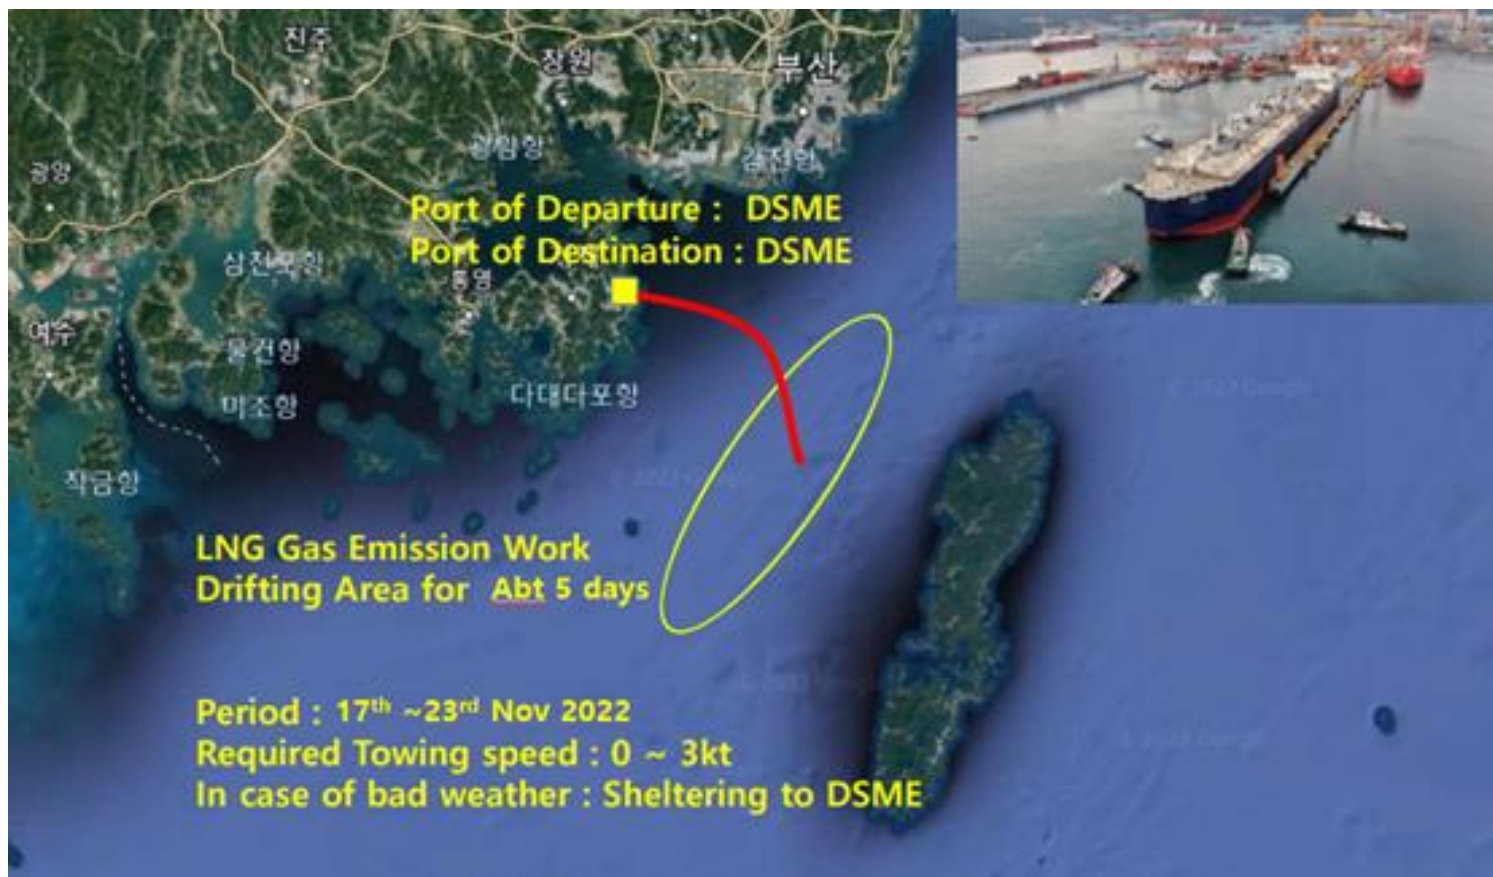 진주
창원
부산
광양
Port of Departure : DSME
Port of Destination : DSME
삼천포항
통영
여수
물건항
미조항
다대다포항
작금항
LNG Gas Emission Work
Drifting Area for Abt 5 days
Period : 17th ~23rd Nov 2022
Required Towing speed : 0 ~ 3kt
In case of bad weather : Sheltering to DSME